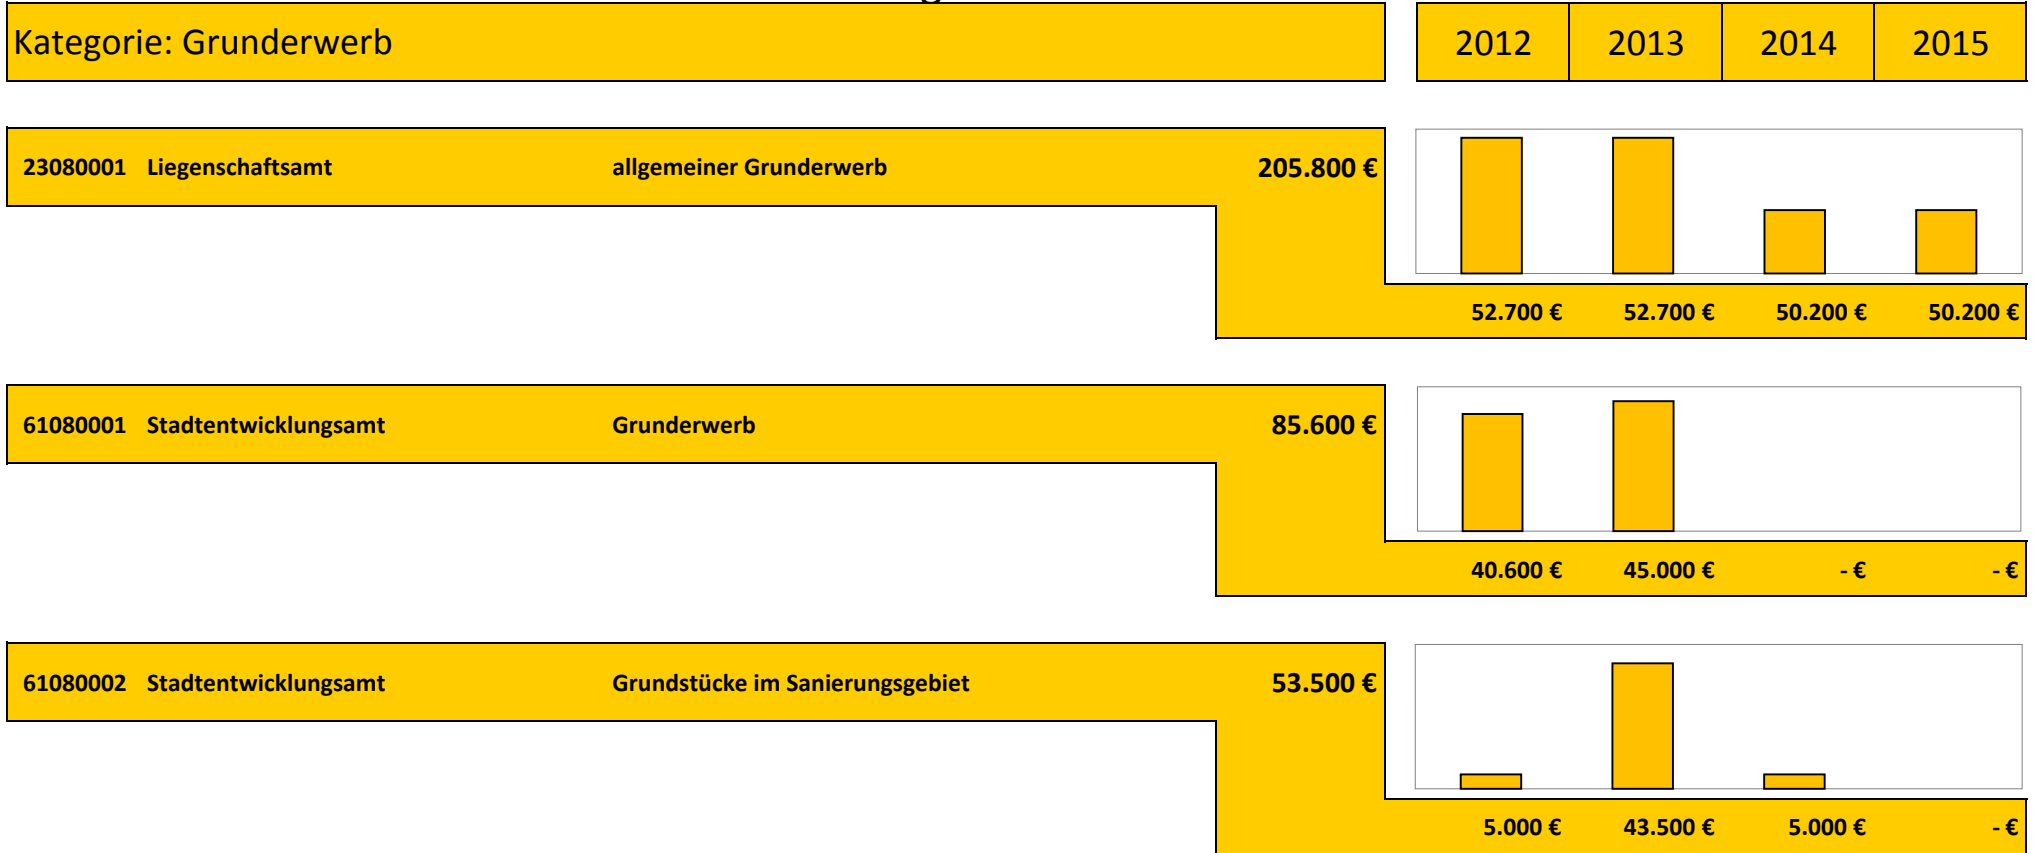 Kategorie: Grunderwerb 2012 2013 2014 2015
23080001 Liegenschaftsamt allgemeiner Grunderwerb 205.800 €
52.700 € 52.700 € 50.200 € 50.200 €
61080001 Stadtentwicklungsamt Grunderwerb 85.600 €
40.600 € 45.000 € - € - €
61080002 Stadtentwicklungsamt Grundstücke im Sanierungsgebiet 53.500 €
5.000 € 43.500 € 5.000 € - €